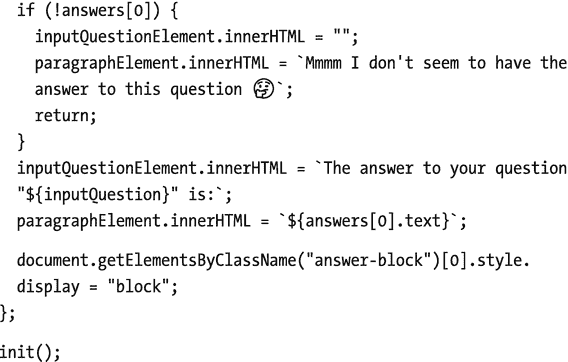 if (!answers[0]) {
inputQuestionElement.innerHTML = "";
paragraphElement.innerHTML = `Mmmm I don't seem to have the
answer to this question 🤔`;
return;
}
inputQuestionElement.innerHTML = `The answer to your question
"${inputQuestion}" is:`;
paragraphElement.innerHTML = `${answers[0].text}`;
document.getElementsByClassName("answer-block")[0].style.
display = "block";
};
init();